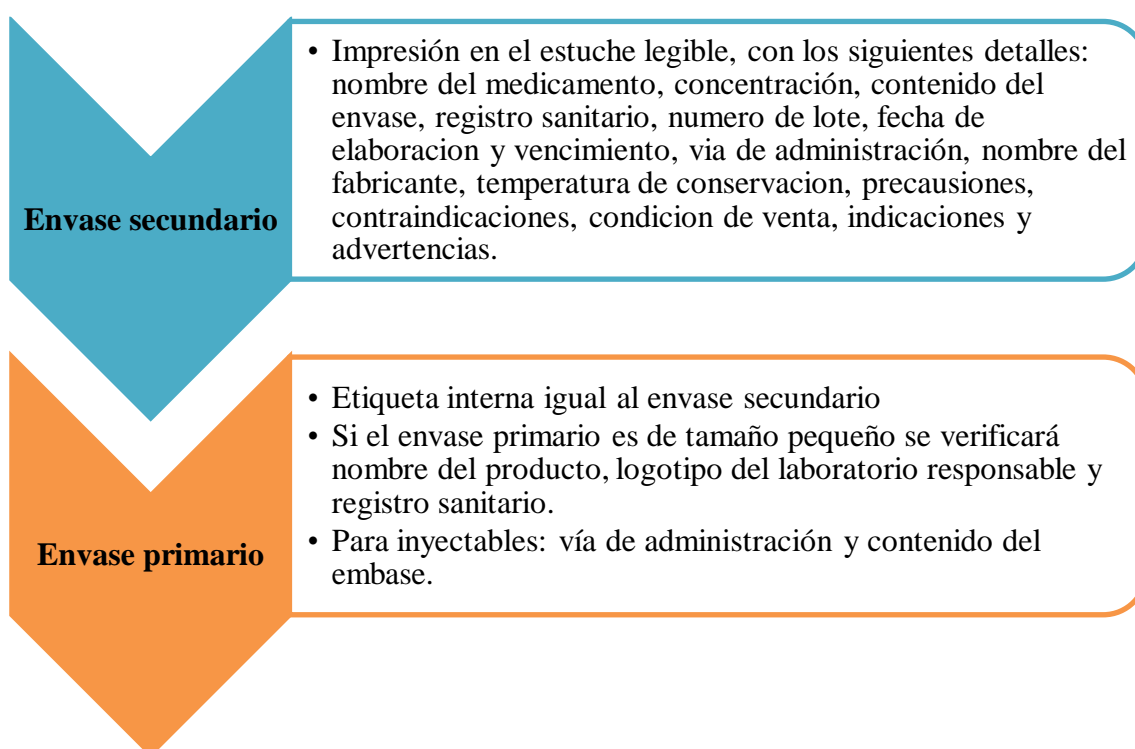 Envase secundario
• Impresión en el estuche legible, con los siguientes detalles:
nombre del medicamento, concentración, contenido del
envase, registro sanitario, numero de lote, fecha de
elaboracion y vencimiento, via de administración, nombre del
fabricante, temperatura de conservacion, precausiones,
contraindicaciones, condicion de venta, indicaciones y
advertencias.
Envase primario
• Etiqueta interna igual al envase secundario
• Si el envase primario es de tamaño pequeño se verificará
nombre del producto, logotipo del laboratorio responsable y
registro sanitario.
• Para inyectables: vía de administración y contenido del
embase.